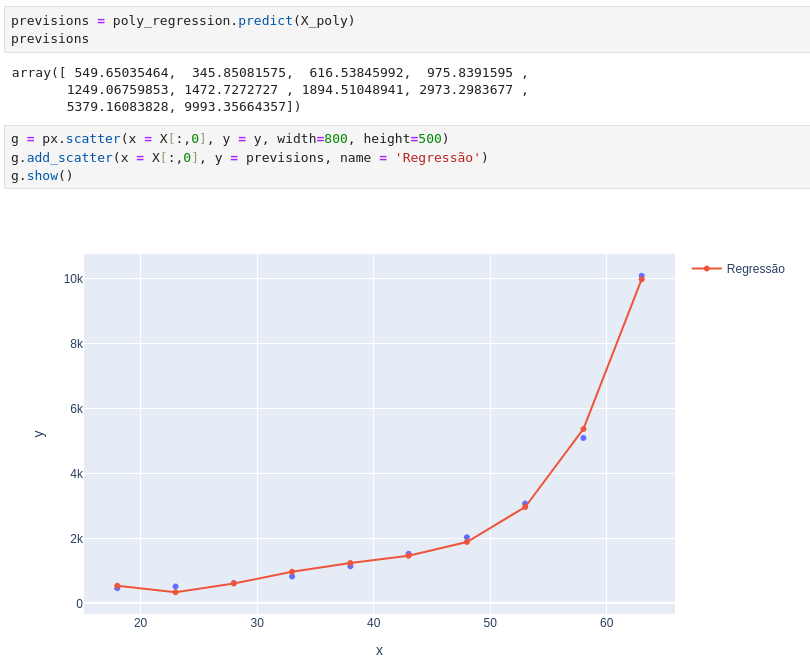 previsions = poly_regression.predict(X_poly)
previsions
array([ 549.65035464,  345.85081575,  616.53845992,  975.8391595 ,
       1249.06759853, 1472.7272727 , 1894.51048941, 2973.2983677 ,
       5379.16083828, 9993.35664357])
g = px.scatter(x = X[:,0], y = y, width=800, height=500)
g.add_scatter(x = X[:,0], y = previsions, name = 'Regressão')
g.show()
Regressão
10k
8k
6k
4k
2k
0
y
20 30 40 50 60
x